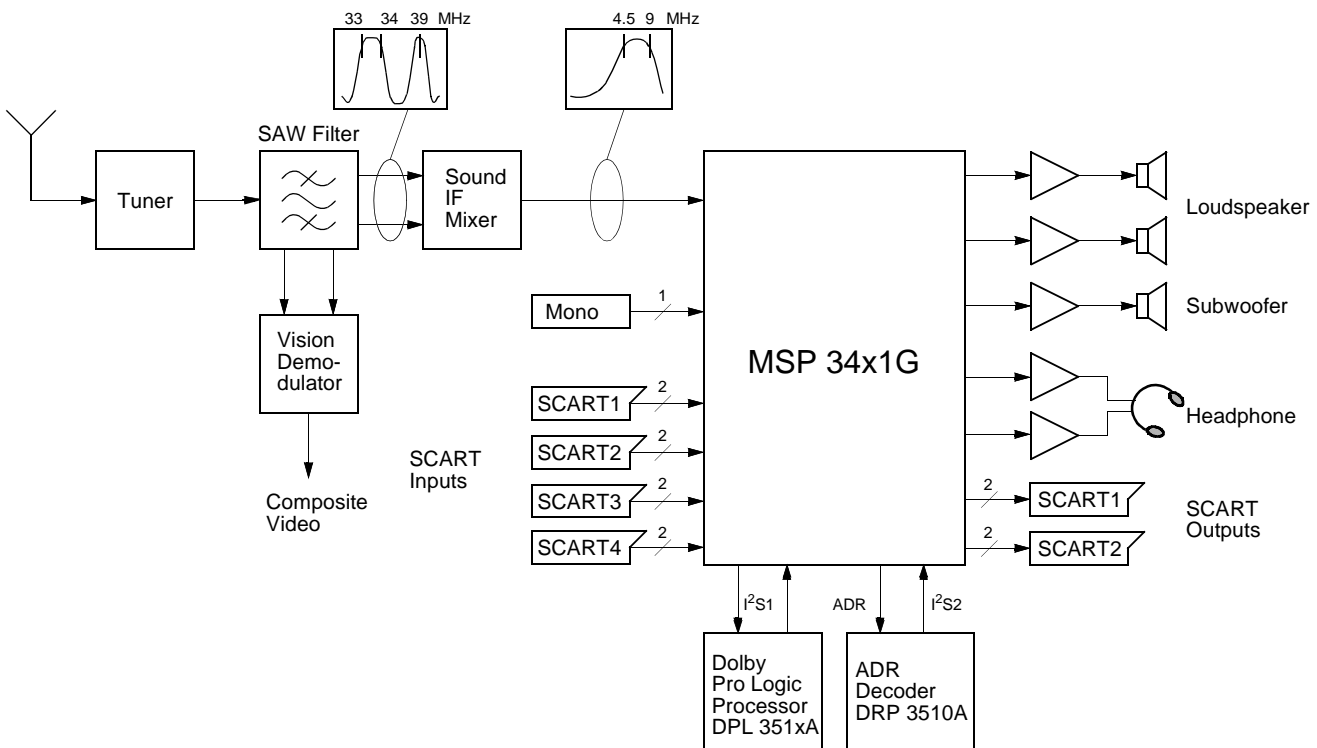 33 34 39 MHz
4.5 9 MHz
SAW Filter
Tuner
Sound
IF
Mixer
Loudspeaker
Mono
1
Subwoofer
Vision
Demo-
dulator
MSP 34x1G
SCART1
2
SCART2
2
SCART3
2
SCART4
2
SCART
Inputs
Composite
Video
Headphone
2
SCART1
2
SCART2
SCART
Outputs
I²S1
ADR
I²S2
Dolby
Pro Logic
Processor
DPL 351xA
ADR
Decoder
DRP 3510A